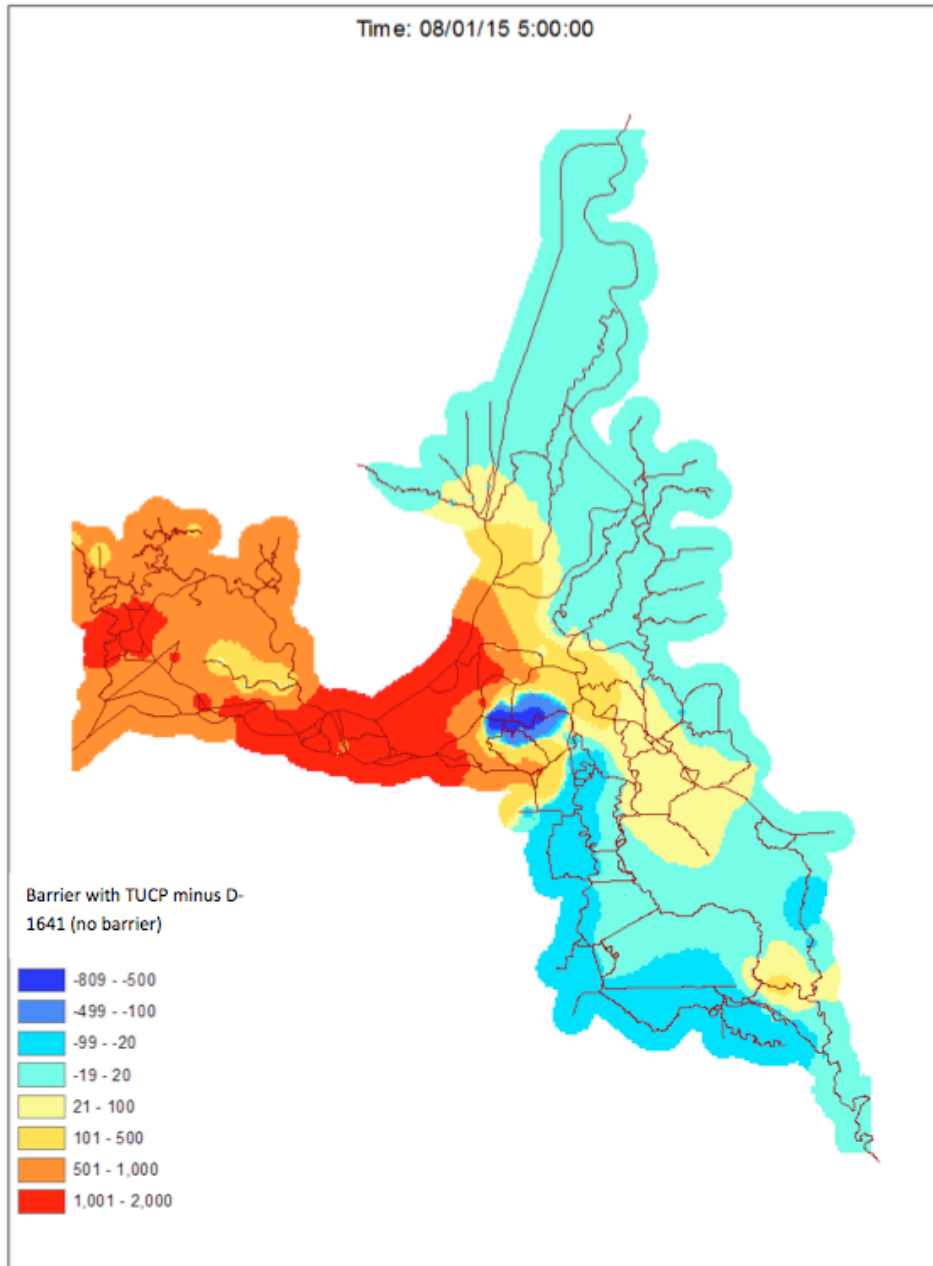 Time: 08/01/15 5:00:00
Barrier with TUCP minus D-
1641 (no barrier)
-809 - -500
-499 - -100
-99 - -20
-19 - 20
21 - 100
101 - 500
501 - 1,000
1,001 - 2,000